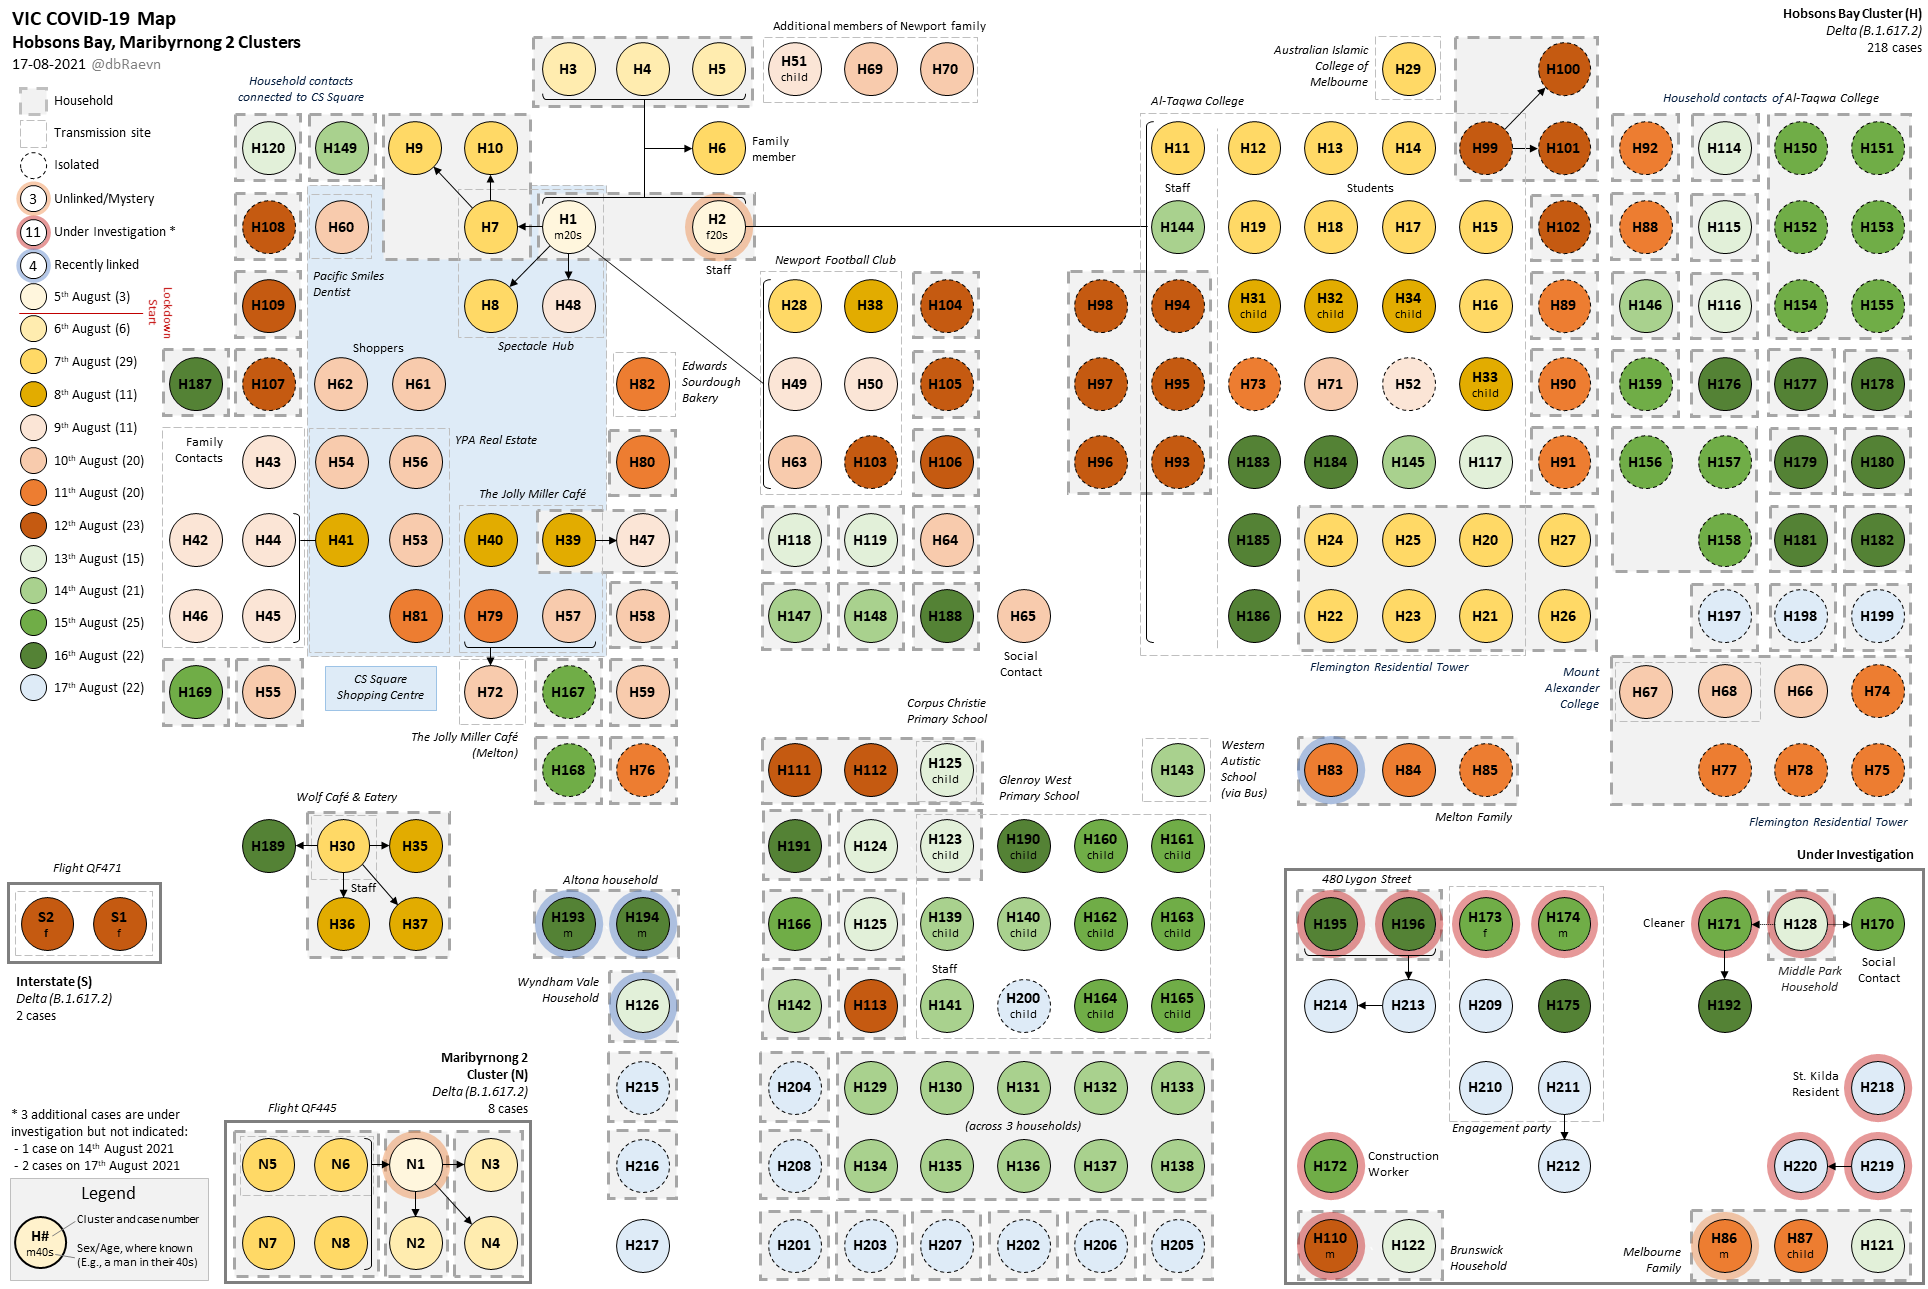 VIC COVID-19 Map
Hobsons Bay, Maribyrnong 2 Clusters
17-08-2021 @dbRaevn
Household
Transmission site
Isolated
3 Unlinked/Mystery
11 Under Investigation *
4 Recently linked
5th August (3)
Lockdown
Start
6th August (6)
7th August (29)
8th August (11)
9th August (11)
10th August (20)
11th August (20)
12th August (23)
13th August (15)
14th August (21)
15th August (25)
16th August (22)
17th August (22)
Household contacts
connected to CS Square
H120 H149 H9 H10
H108 H60 H7 H1
m20s
H2
f20s
Staff
Pacific Smiles
Dentist
H109 H8 H48
Spectacle Hub
Shoppers
H187 H107 H62 H61
Family
Contacts
H43 H54 H56
YPA Real Estate
The Jolly Miller Café
H42 H44 H41 H53 H40 H39 H47
H46 H45 H81 H79 H57 H58
H169 H55
CS Square
Shopping Centre
H72 H167 H59
The Jolly Miller Café
(Melton)
H168 H76
H3 H4 H5
Additional members of Newport family
H51
child
H69 H70
H6
Family
member
H82
Edwards
Sourdough
Bakery
H80
Newport Football Club
H28 H38 H104
H49 H50 H105
H63 H103 H106
H118 H119 H64
H147 H148 H188 H65
Social
Contact
Australian Islamic
College of
Melbourne
H29
H100
Al-Taqwa College
H11 H12 H13 H14 H99 H101
Staff
Students
H144 H19 H18 H17 H15 H102
H98 H94 H31
child
H32
child
H34
child
H16 H89
H97 H95 H73 H71 H52 H33
child
H90
H96 H93 H183 H184 H145 H117 H91
H185 H24 H25 H20 H27
H186 H22 H23 H21 H26
Flemington Residential Tower
Hobsons Bay Cluster (H)
Delta (B.1.617.2)
218 cases
Household contacts of Al-Taqwa College
H92 H114 H150 H151
H88 H115 H152 H153
H146 H116 H154 H155
H159 H176 H177 H178
H156 H157 H179 H180
H158 H181 H182
H197 H198 H199
Mount
Alexander
College
H67 H68 H66 H74
H77 H78 H75
Flemington Residential Tower
Wolf Café & Eatery
H189 H30 H35
Staff
H36 H37
Flight QF471
S2
f
S1
f
Interstate (S)
Delta (B.1.617.2)
2 cases
Altona household
H193
m
H194
m
Wyndham Vale
Household
H126
H215
H216
H217
Corpus Christie
Primary School
H111 H112 H125
child
Glenroy West
Primary School
H191 H124 H123
child
H190
child
H160
child
H161
child
H166 H125 H139
child
H140
child
H162
child
H163
child
Staff
H142 H113 H141 H200
child
H164
child
H165
child
H204 H129 H130 H131 H132 H133
(across 3 households)
H208 H134 H135 H136 H137 H138
H201 H203 H207 H202 H206 H205
H143
Western
Autistic
School
(via Bus)
H83 H84 H85
Melton Family
Under Investigation
480 Lygon Street
H195 H196 H173
f
H174
m
Cleaner
H171 H128 H170
Middle Park
Household
Social
Contact
H214 H213 H209 H175 H192
H210 H211
St. Kilda
Resident
H218
Engagement party
H172
Construction
Worker
H212 H220 H219
H110
m
H122
Brunswick
Household
Melbourne
Family
H86
m
H87
child
H121
Maribyrnong 2
Cluster (N)
Delta (B.1.617.2)
8 cases
Flight QF445
N5 N6 N1 N3
N7 N8 N2 N4
* 3 additional cases are under
investigation but not indicated:
- 1 case on 14th August 2021
- 2 cases on 17th August 2021
Legend
H#
m40s
Cluster and case number
Sex/Age, where known
(E.g., a man in their 40s)